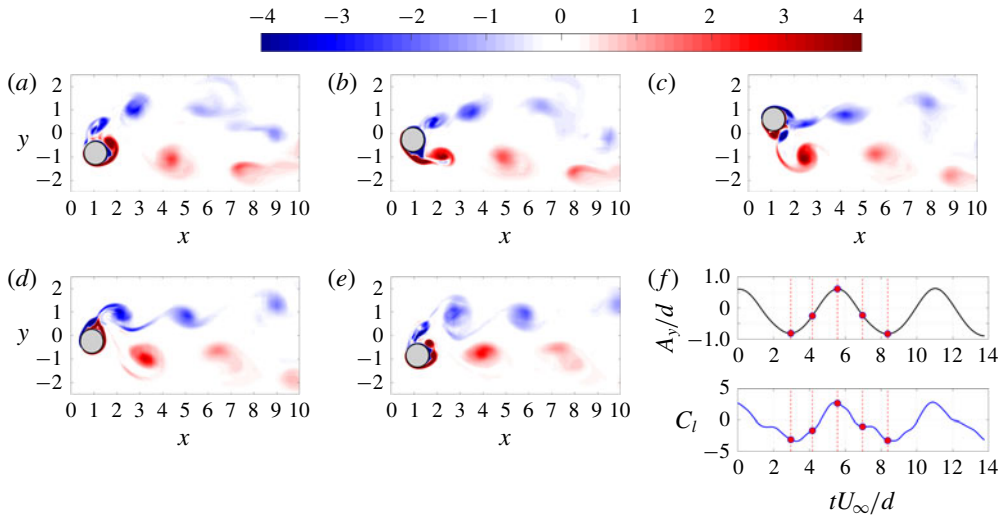 −4 −3 −2 −1 0 1 2 3 4
(a) (b) (c)
2 2 2
1 1 1
y 0 0 0
−1 −1 −1
−2 −2 −2
0 1 2 3 4 5 6 7 8 9 10 0 1 2 3 4 5 6 7 8 9 10 0 1 2 3 4 5 6 7 8 9 10
x x x
(d) (e) (f)
2 2
1 1
y 0 0
−1 −1
−2 −2
0 1 2 3 4 5 6 7 8 9 10 0 1 2 3 4 5 6 7 8 9 10
x x
1.0
A_y/d 0
−1.0
0 2 4 6 8 10 12 14
5
C_l 0
−5
0 2 4 6 8 10 12 14
tU_∞/d